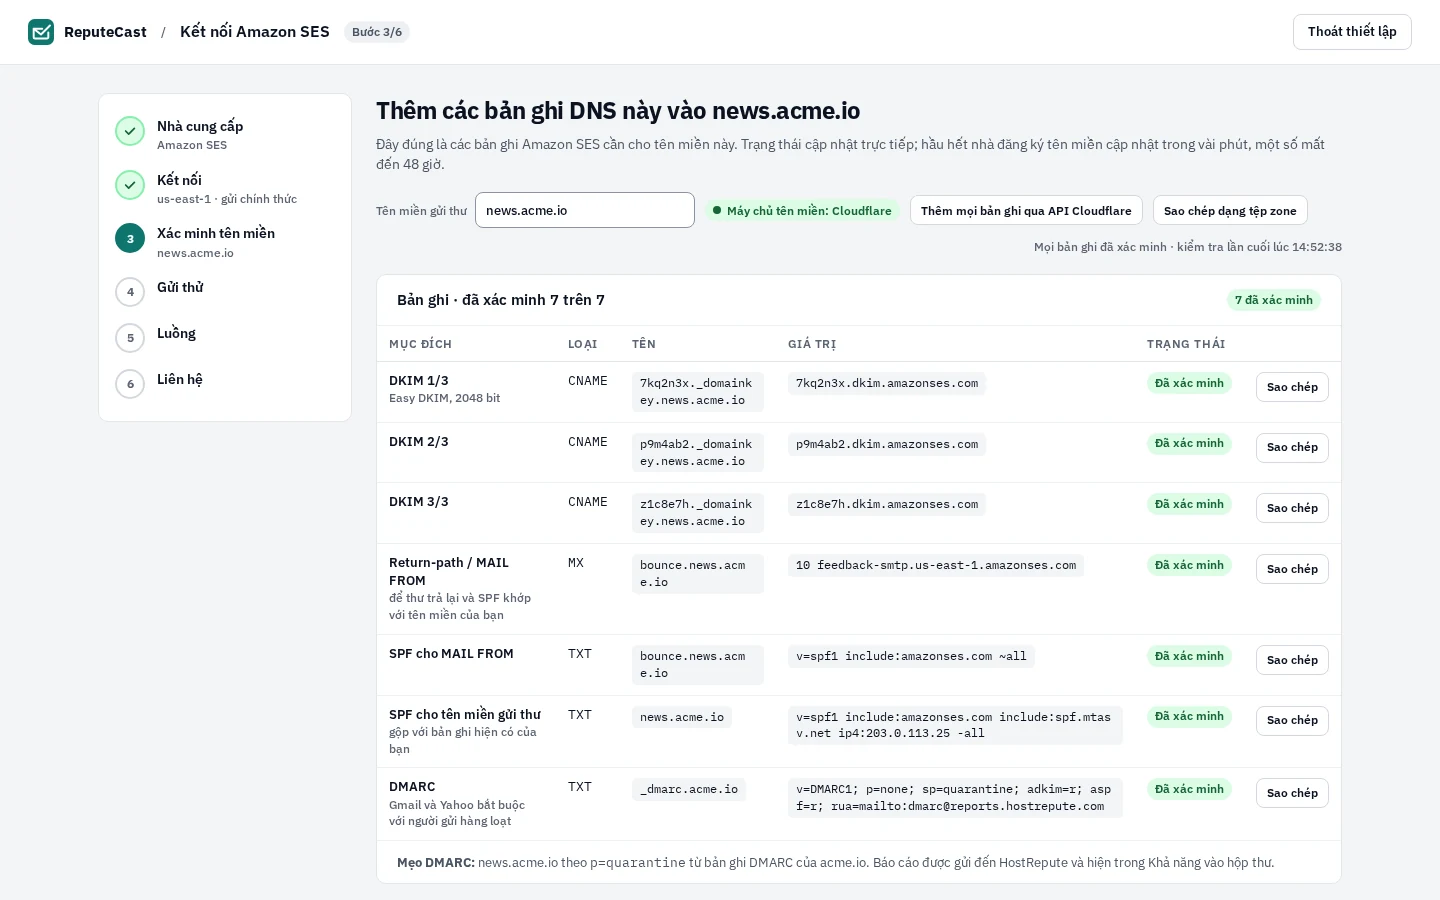 ReputeCast / Kết nối Amazon SES Bước 3/6
Thoát thiết lập
Nhà cung cấp
Amazon SES
Kết nối
us-east-1 · gửi chính thức
3 Xác minh tên miền
news.acme.io
4 Gửi thử
5 Luồng
6 Liên hệ
Thêm các bản ghi DNS này vào news.acme.io
Đây đúng là các bản ghi Amazon SES cần cho tên miền này. Trạng thái cập nhật trực tiếp; hầu hết nhà đăng ký tên miền cập nhật trong vài phút, một số mất
đến 48 giờ.
Tên miền gửi thư news.acme.io Máy chủ tên miền: Cloudflare Thêm mọi bản ghi qua API Cloudflare Sao chép dạng tệp zone
Mọi bản ghi đã xác minh · kiểm tra lần cuối lúc 14:52:38
Bản ghi · đã xác minh 7 trên 7 7 đã xác minh
MỤC ĐÍCH LOẠI TÊN GIÁ TRỊ TRẠNG THÁI
DKIM 1/3 CNAME 7kq2n3x._domaink 7kq2n3x.dkim.amazonses.com Đã xác minh Sao chép
Easy DKIM, 2048 bit ey.news.acme.io
DKIM 2/3 CNAME p9m4ab2._domaink p9m4ab2.dkim.amazonses.com Đã xác minh Sao chép
ey.news.acme.io
DKIM 3/3 CNAME z1c8e7h._domaink z1c8e7h.dkim.amazonses.com Đã xác minh Sao chép
ey.news.acme.io
Return-path / MAIL MX bounce.news.acm 10 feedback-smtp.us-east-1.amazonses.com Đã xác minh Sao chép
FROM e.io
để thư trả lại và SPF khớp
với tên miền của bạn
SPF cho MAIL FROM TXT bounce.news.acm v=spf1 include:amazonses.com ~all Đã xác minh Sao chép
e.io
SPF cho tên miền gửi thư TXT news.acme.io v=spf1 include:amazonses.com include:spf.mtas Đã xác minh Sao chép
gộp với bản ghi hiện có của v.net ip4:203.0.113.25 -all
bạn
DMARC TXT _dmarc.acme.io v=DMARC1; p=none; sp=quarantine; adkim=r; asp Đã xác minh Sao chép
Gmail và Yahoo bắt buộc f=r; rua=mailto:dmarc@reports.hostrepute.com
với người gửi hàng loạt
Mẹo DMARC: news.acme.io theo p=quarantine từ bản ghi DMARC của acme.io. Báo cáo được gửi đến HostRepute và hiện trong Khả năng vào hộp thư.